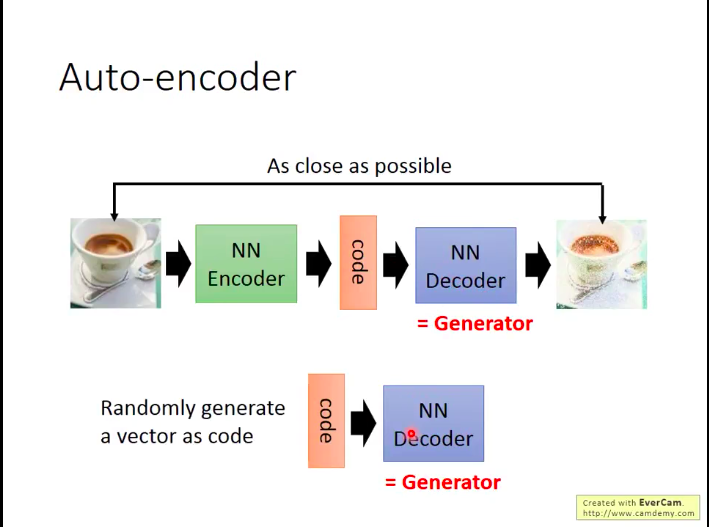 Auto-encoder
As close as possible
NN
Encoder
code
NN
Decoder
= Generator
Randomly generate
a vector as code
code
NN
Decoder
= Generator
Created with EverCam.
http://www.camdemy.com